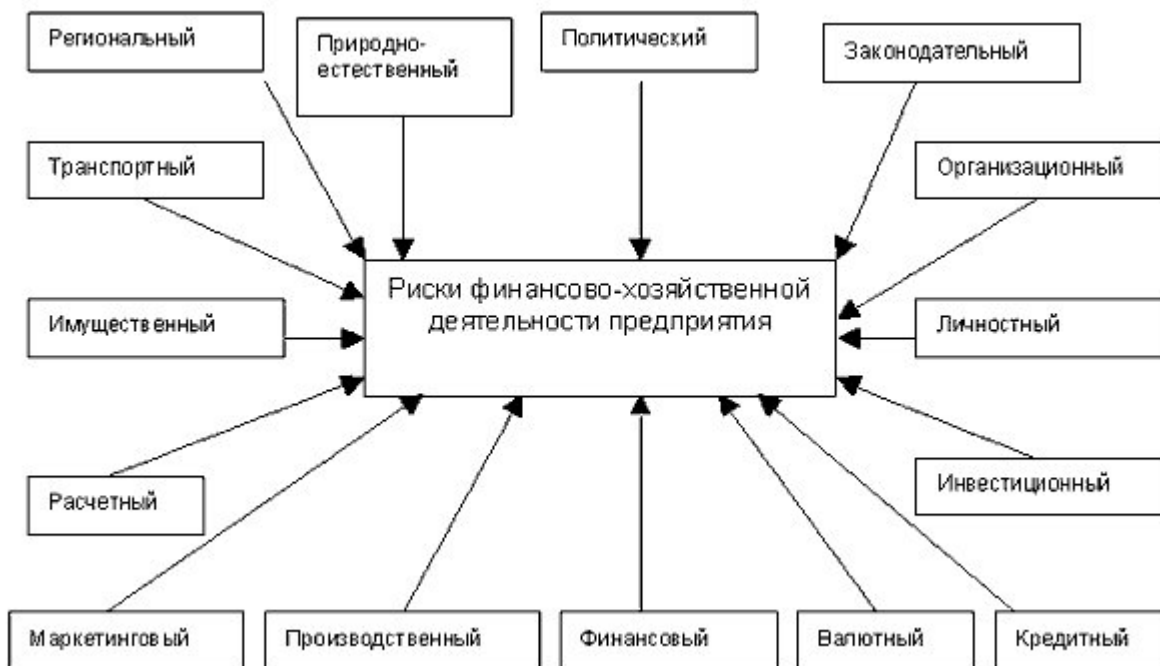 Региональный
Природно-
естественный
Политический
Законодательный
Транспортный
Организационный
Риски финансово-хозяйственной
деятельности предприятия
Имущественный
Личностный
Расчетный
Инвестиционный
Маркетинговый
Производственный
Финансовый
Валютный
Кредитный